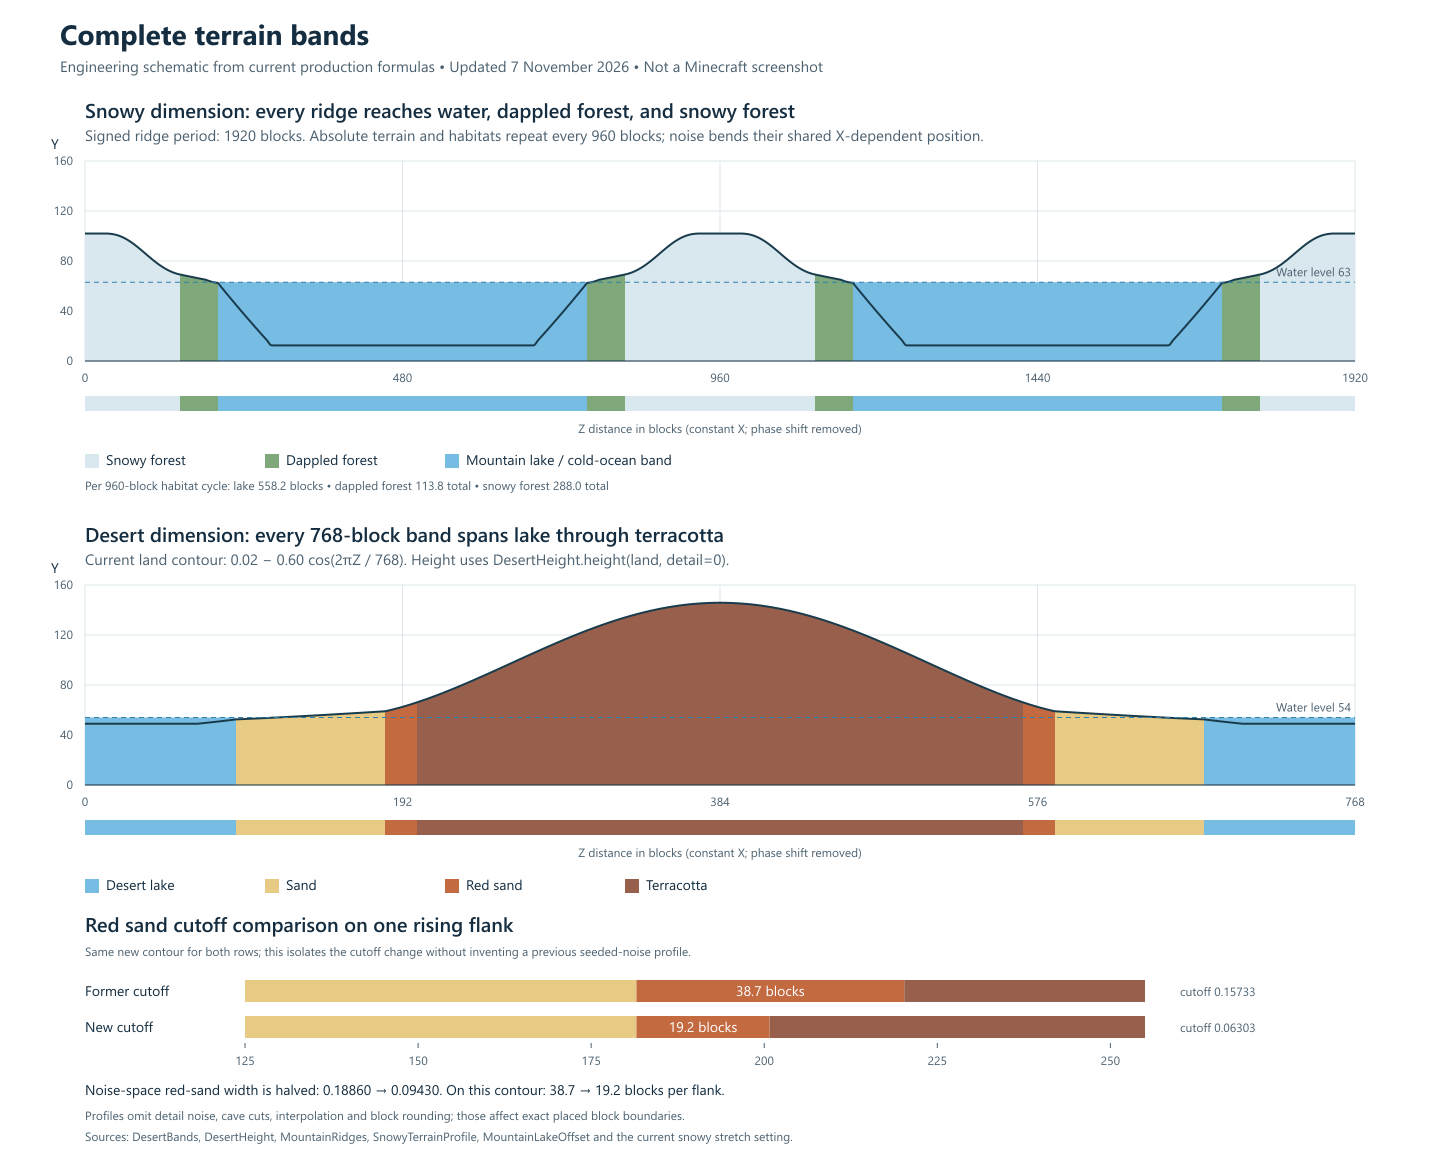 Complete terrain bands
Engineering schematic from current production formulas • Updated 7 November 2026 • Not a Minecraft screenshot
Snowy dimension: every ridge reaches water, dappled forest, and snowy forest
Signed ridge period: 1920 blocks. Absolute terrain and habitats repeat every 960 blocks; noise bends their shared X-dependent position.
Y
160
120
80
Water level 63
40
0
0 480 960 1440 1920
Z distance in blocks (constant X; phase shift removed)
Snowy forest Dappled forest Mountain lake / cold-ocean band
Per 960-block habitat cycle: lake 558.2 blocks • dappled forest 113.8 total • snowy forest 288.0 total
Desert dimension: every 768-block band spans lake through terracotta
Current land contour: 0.02 − 0.60 cos(2πZ / 768). Height uses DesertHeight.height(land, detail=0).
Y
160
120
80
Water level 54
40
0
0 192 384 576 768
Z distance in blocks (constant X; phase shift removed)
Desert lake Sand Red sand Terracotta
Red sand cutoff comparison on one rising flank
Same new contour for both rows; this isolates the cutoff change without inventing a previous seeded-noise profile.
Former cutoff 38.7 blocks cutoff 0.15733
New cutoff 19.2 blocks cutoff 0.06303
125 150 175 200 225 250
Noise-space red-sand width is halved: 0.18860 → 0.09430. On this contour: 38.7 → 19.2 blocks per flank.
Profiles omit detail noise, cave cuts, interpolation and block rounding; those affect exact placed block boundaries.
Sources: DesertBands, DesertHeight, MountainRidges, SnowyTerrainProfile, MountainLakeOffset and the current snowy stretch setting.